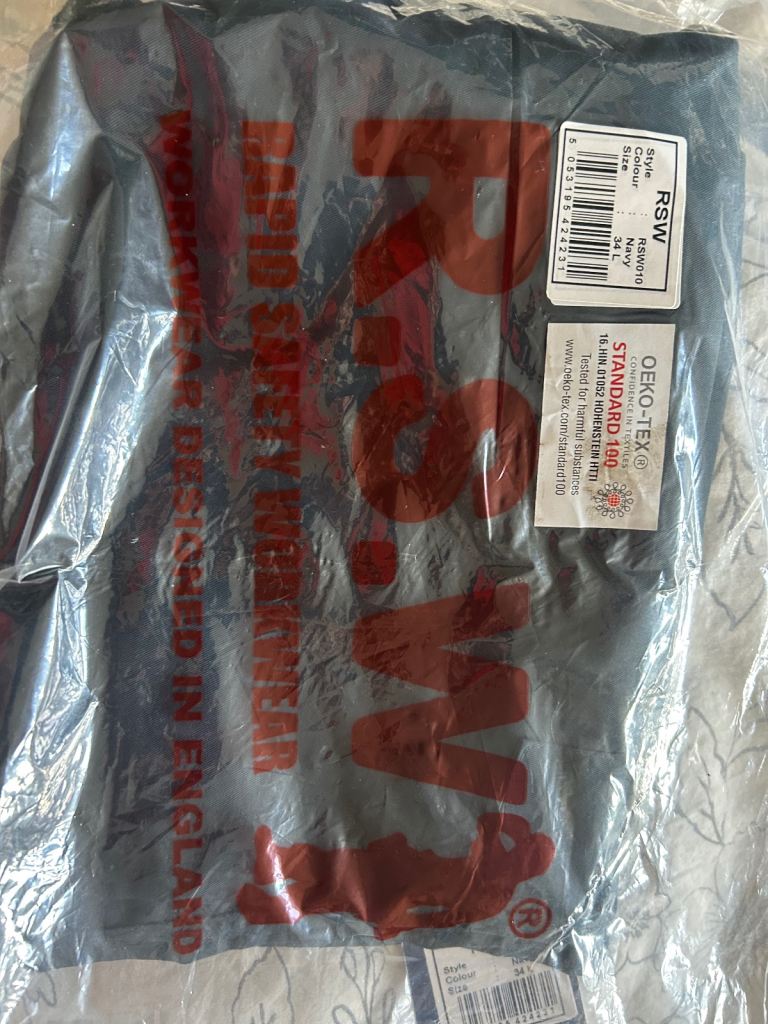 R.S.W®
RAPID SAFETY WORKWEAR
WORKWEAR DESIGNED IN ENGLAND
RSW
Style : RSW010
Colour : Navy
Size : 34 L
5 053195 424231
OEKO-TEX®
CONFIDENCE IN TEXTILES
STANDARD 100
16.HIN.01052 HOHENSTEIN HTTI
Tested for harmful substances
www.oeko-tex.com/standard100
Style
Colour
Size 34